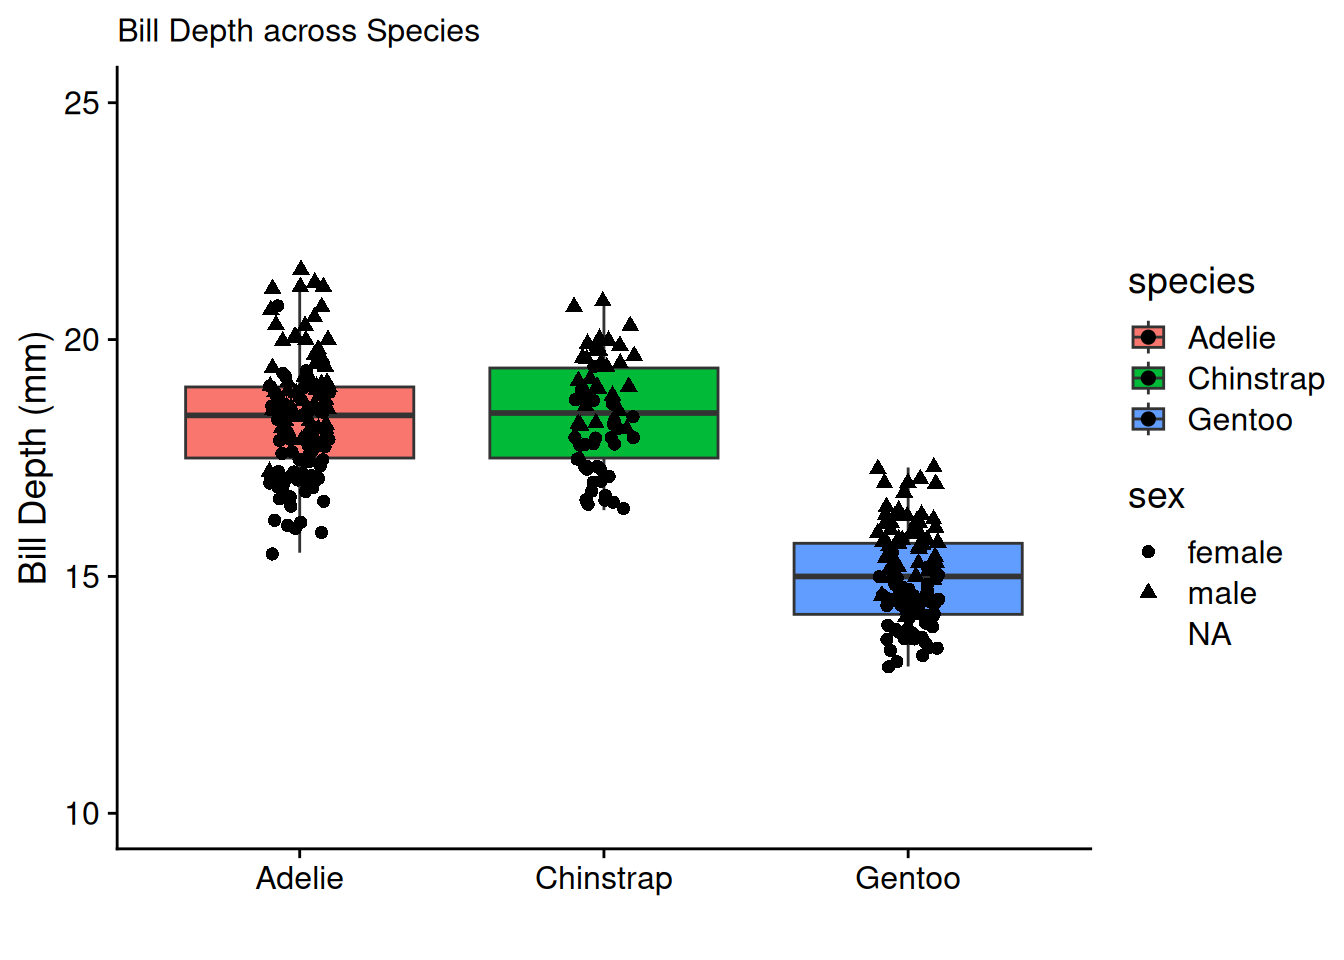 Bill Depth across Species
Bill Depth (mm)
25
20
15
10
Adelie
Chinstrap
Gentoo
species
Adelie
Chinstrap
Gentoo
sex
female
male
NA